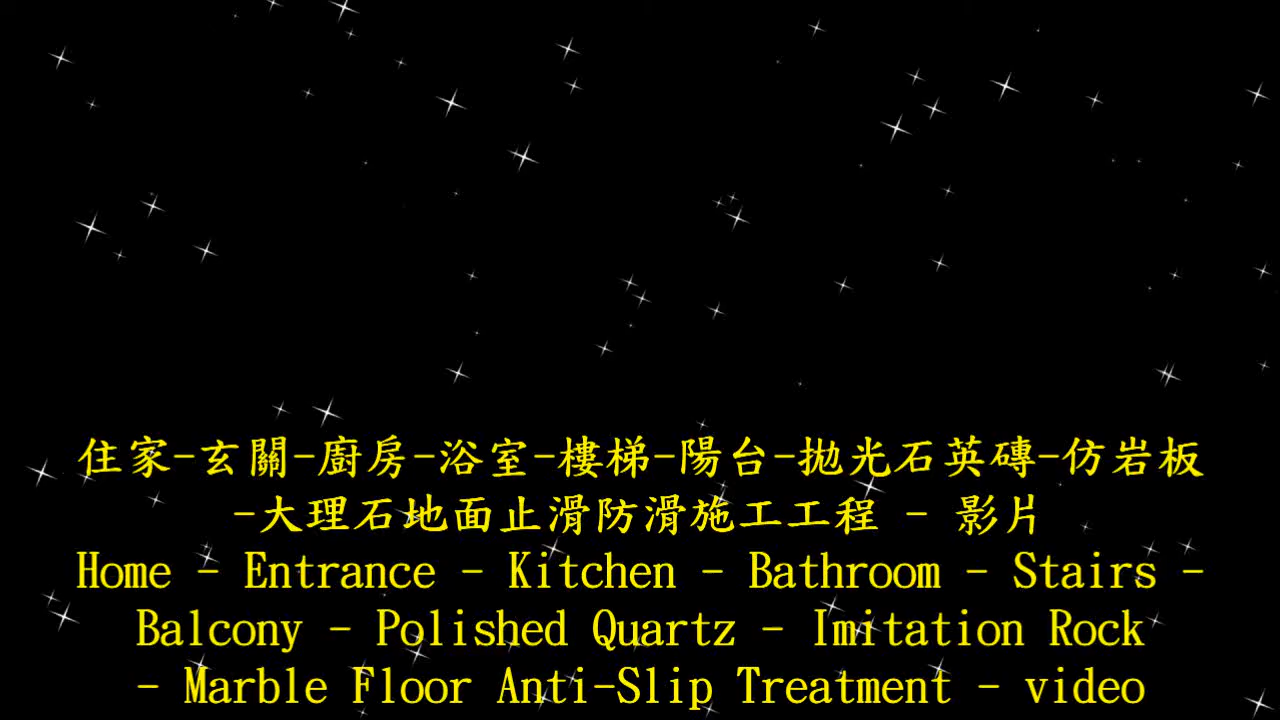 住家-玄關-廚房-浴室-樓梯-陽台-拋光石英磚-仿岩板
-大理石地面止滑防滑施工工程 - 影片
Home - Entrance - Kitchen - Bathroom - Stairs -
Balcony - Polished Quartz - Imitation Rock
- Marble Floor Anti-Slip Treatment - video